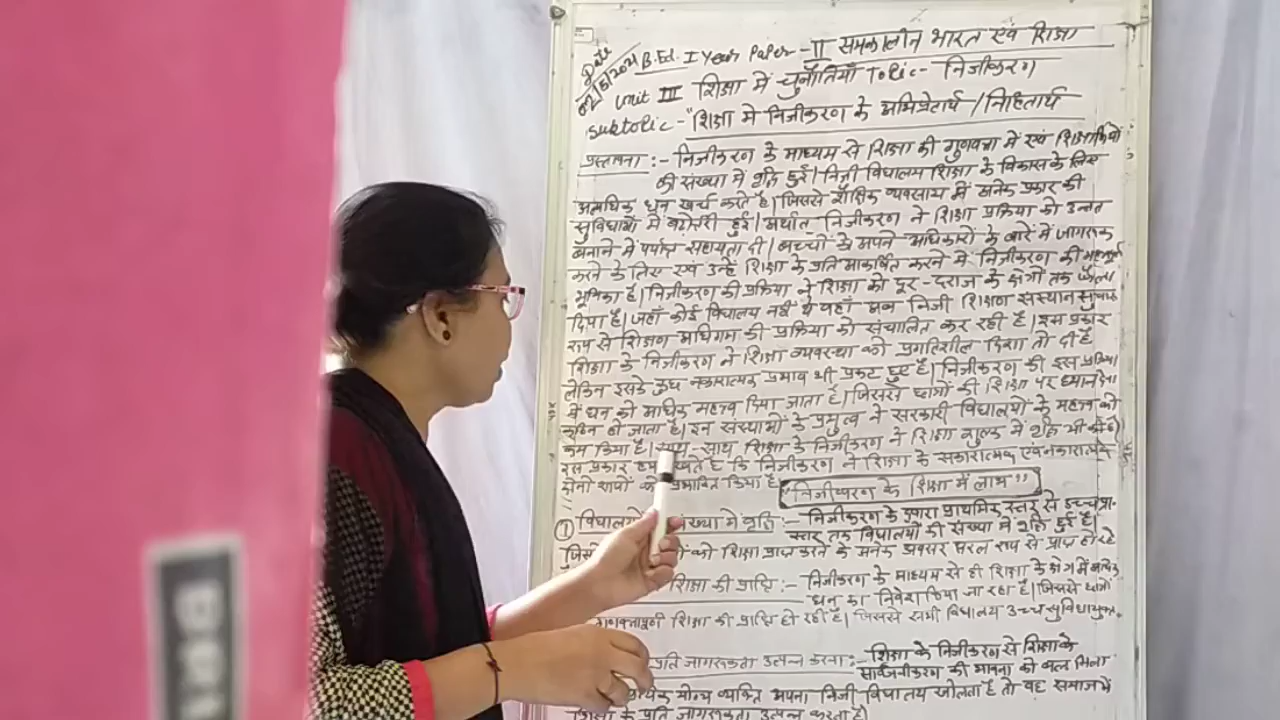 Date 02/6/2021 B.Ed. I Year Paper - II समकालीन भारत एवं शिक्षा
Unit III शिक्षा में चुनौतियाँ Topic - निजीकरण
Subtopic - "शिक्षा मे निजीकरण के अभिप्रेतार्थ / निहितार्थ
प्रस्तावना :- निजीकरण के माध्यम से शिक्षा की गुणवत्ता में एवं शिक्षार्थियों
की संख्या में वृद्धि हुई। निजी विद्यालय शिक्षा के विकास के लिए
अत्यधिक धन खर्च करते है। जिससे शैक्षिक व्यवसाय में अनेक प्रकार की
सुविधाओं में बढोत्तरी हुई। अर्थात् निजीकरण ने शिक्षा प्रक्रिया को उन्नत
बनाने में पर्याप्त सहायता दी। बच्चों को अपने अधिकारों के बारे में जागरूक
करने के लिए एवं उन्हें शिक्षा के प्रति आकर्षित करने में निजीकरण की महत्वपूर्ण
भूमिका है। निजीकरण की प्रक्रिया ने शिक्षा को दूर-दराज के क्षेत्रों तक फैला
दिया है। जहाँ कोई विद्यालय नहीं थे वहाँ अब निजी शिक्षण संस्थान सुचारू
रूप से शिक्षण अधिगम की प्रक्रिया को संचालित कर रही है। इस प्रकार
शिक्षा के निजीकरण ने शिक्षा व्यवस्था को प्रगतिशील दिशा तो दी है
लेकिन इसके कुछ नकारात्मक प्रभाव भी प्रकट हुए है। निजीकरण की इस प्रक्रिया
में धन को अधिक महत्व दिया जाता है। जिससे छात्रों की शिक्षा पर ध्यान देना
कठिन हो जाता है। इन संस्थाओं के प्रमुत्व ने सरकारी विद्यालयों के महत्व को
कम किया है। साथ शिक्षा के निजीकरण ने शिक्षा शुल्क में वृद्धि भी की है।
इस प्रकार हम है कि निजीकरण ने शिक्षा के सकारात्मक एवं नकारात्मक
दोनो रूपों को प्रभावित किया है।
"निजीकरण के शिक्षा में लाभ"
① विद्यालयों संख्या मे वृद्धि :- निजीकरण के द्वारा प्राथमिक स्तर से उच्च
स्तर तक विद्यालयों की संख्या में वृद्धि हुई है।
को शिक्षा प्राप्त करने के अनेक अवसर सरल रूप से प्राप्त हो रहे
शिक्षा की प्राप्ति :- निजीकरण के माध्यम से ही शिक्षा के क्षेत्र में
धन का निवेश किया जा रहा है। जिससे छात्रों
शिक्षा की प्राप्ति हो रही है। जिससे सभी विद्यालय उच्च सुविधायुक्त
प्रति जागरूकता उत्पन्न करना :- शिक्षा के निजीकरण से शिक्षा के
सार्वजनीकरण की भावना को बल मिला
प्रत्येक योग्य व्यक्ति अपना निजी विद्यालय खोलता है तो वह समाज में
शिक्षा के प्रति जागरूकता उत्पन्न करता है।